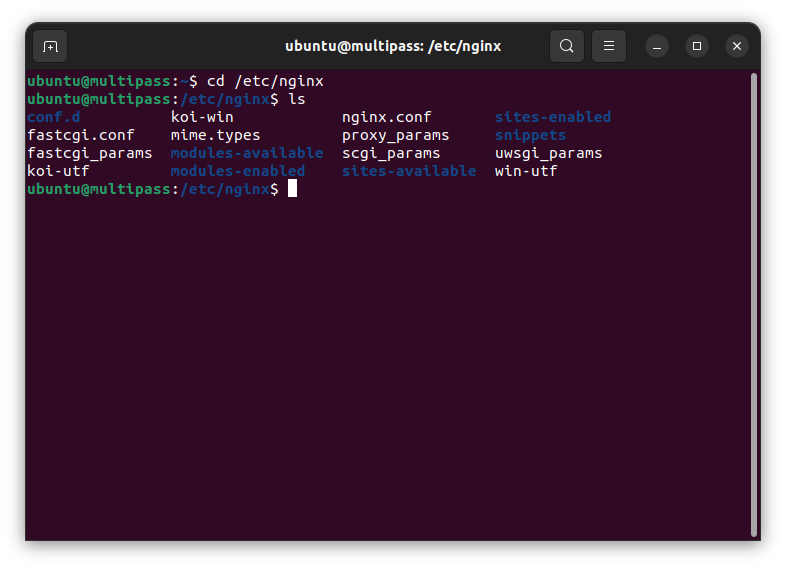 ubuntu@multipass: /etc/nginx
ubuntu@multipass:~$ cd /etc/nginx
ubuntu@multipass:/etc/nginx$ ls
conf.d koi-win nginx.conf sites-enabled
fastcgi.conf mime.types proxy_params snippets
fastcgi_params modules-available scgi_params uwsgi_params
koi-utf modules-enabled sites-available win-utf
ubuntu@multipass:/etc/nginx$